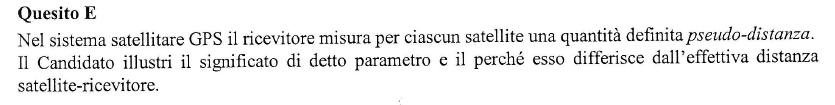 Quesito E
Nel sistema satellitare GPS il ricevitore misura per ciascun satellite una quantità definita pseudo-distanza.
Il Candidato illustri il significato di detto parametro e il perché esso differisce dall'effettiva distanza
satellite-ricevitore.